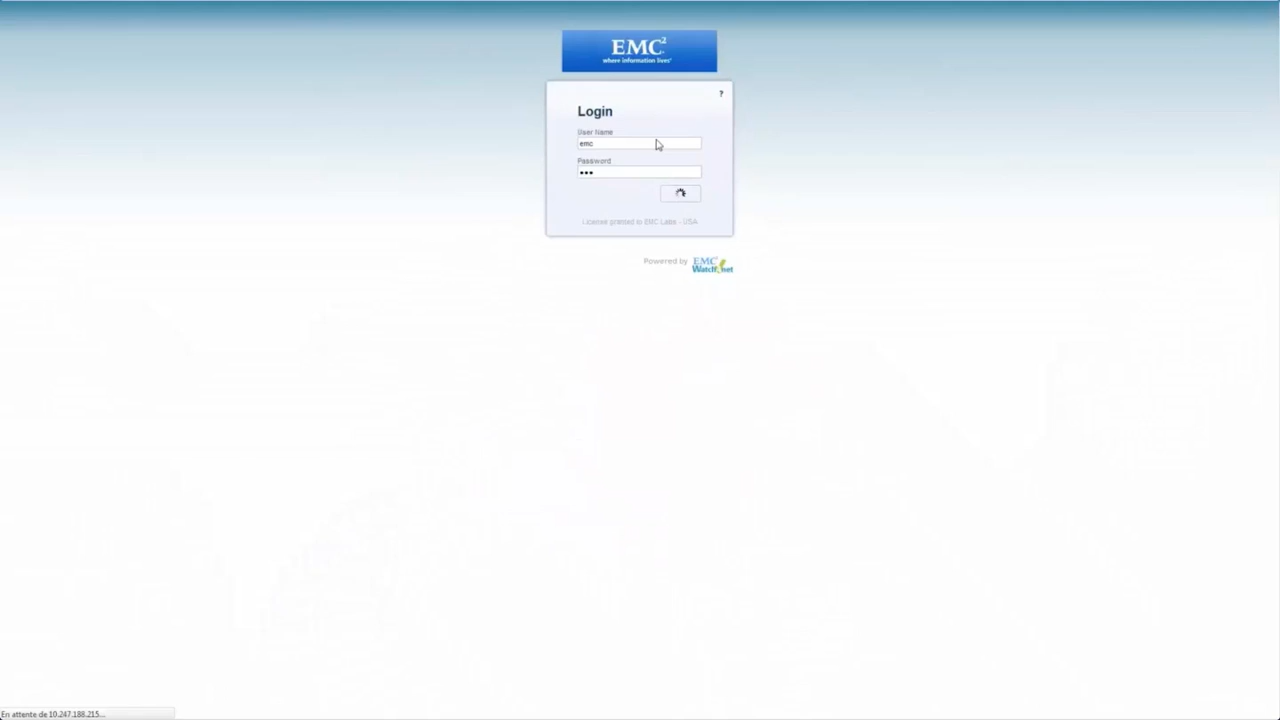 EMC²
where information lives®
?
Login
User Name
emc
Password
•••
License granted to EMC Labs - USA
Powered by EMC²
WatchNet
En attente de 10.247.188.215...